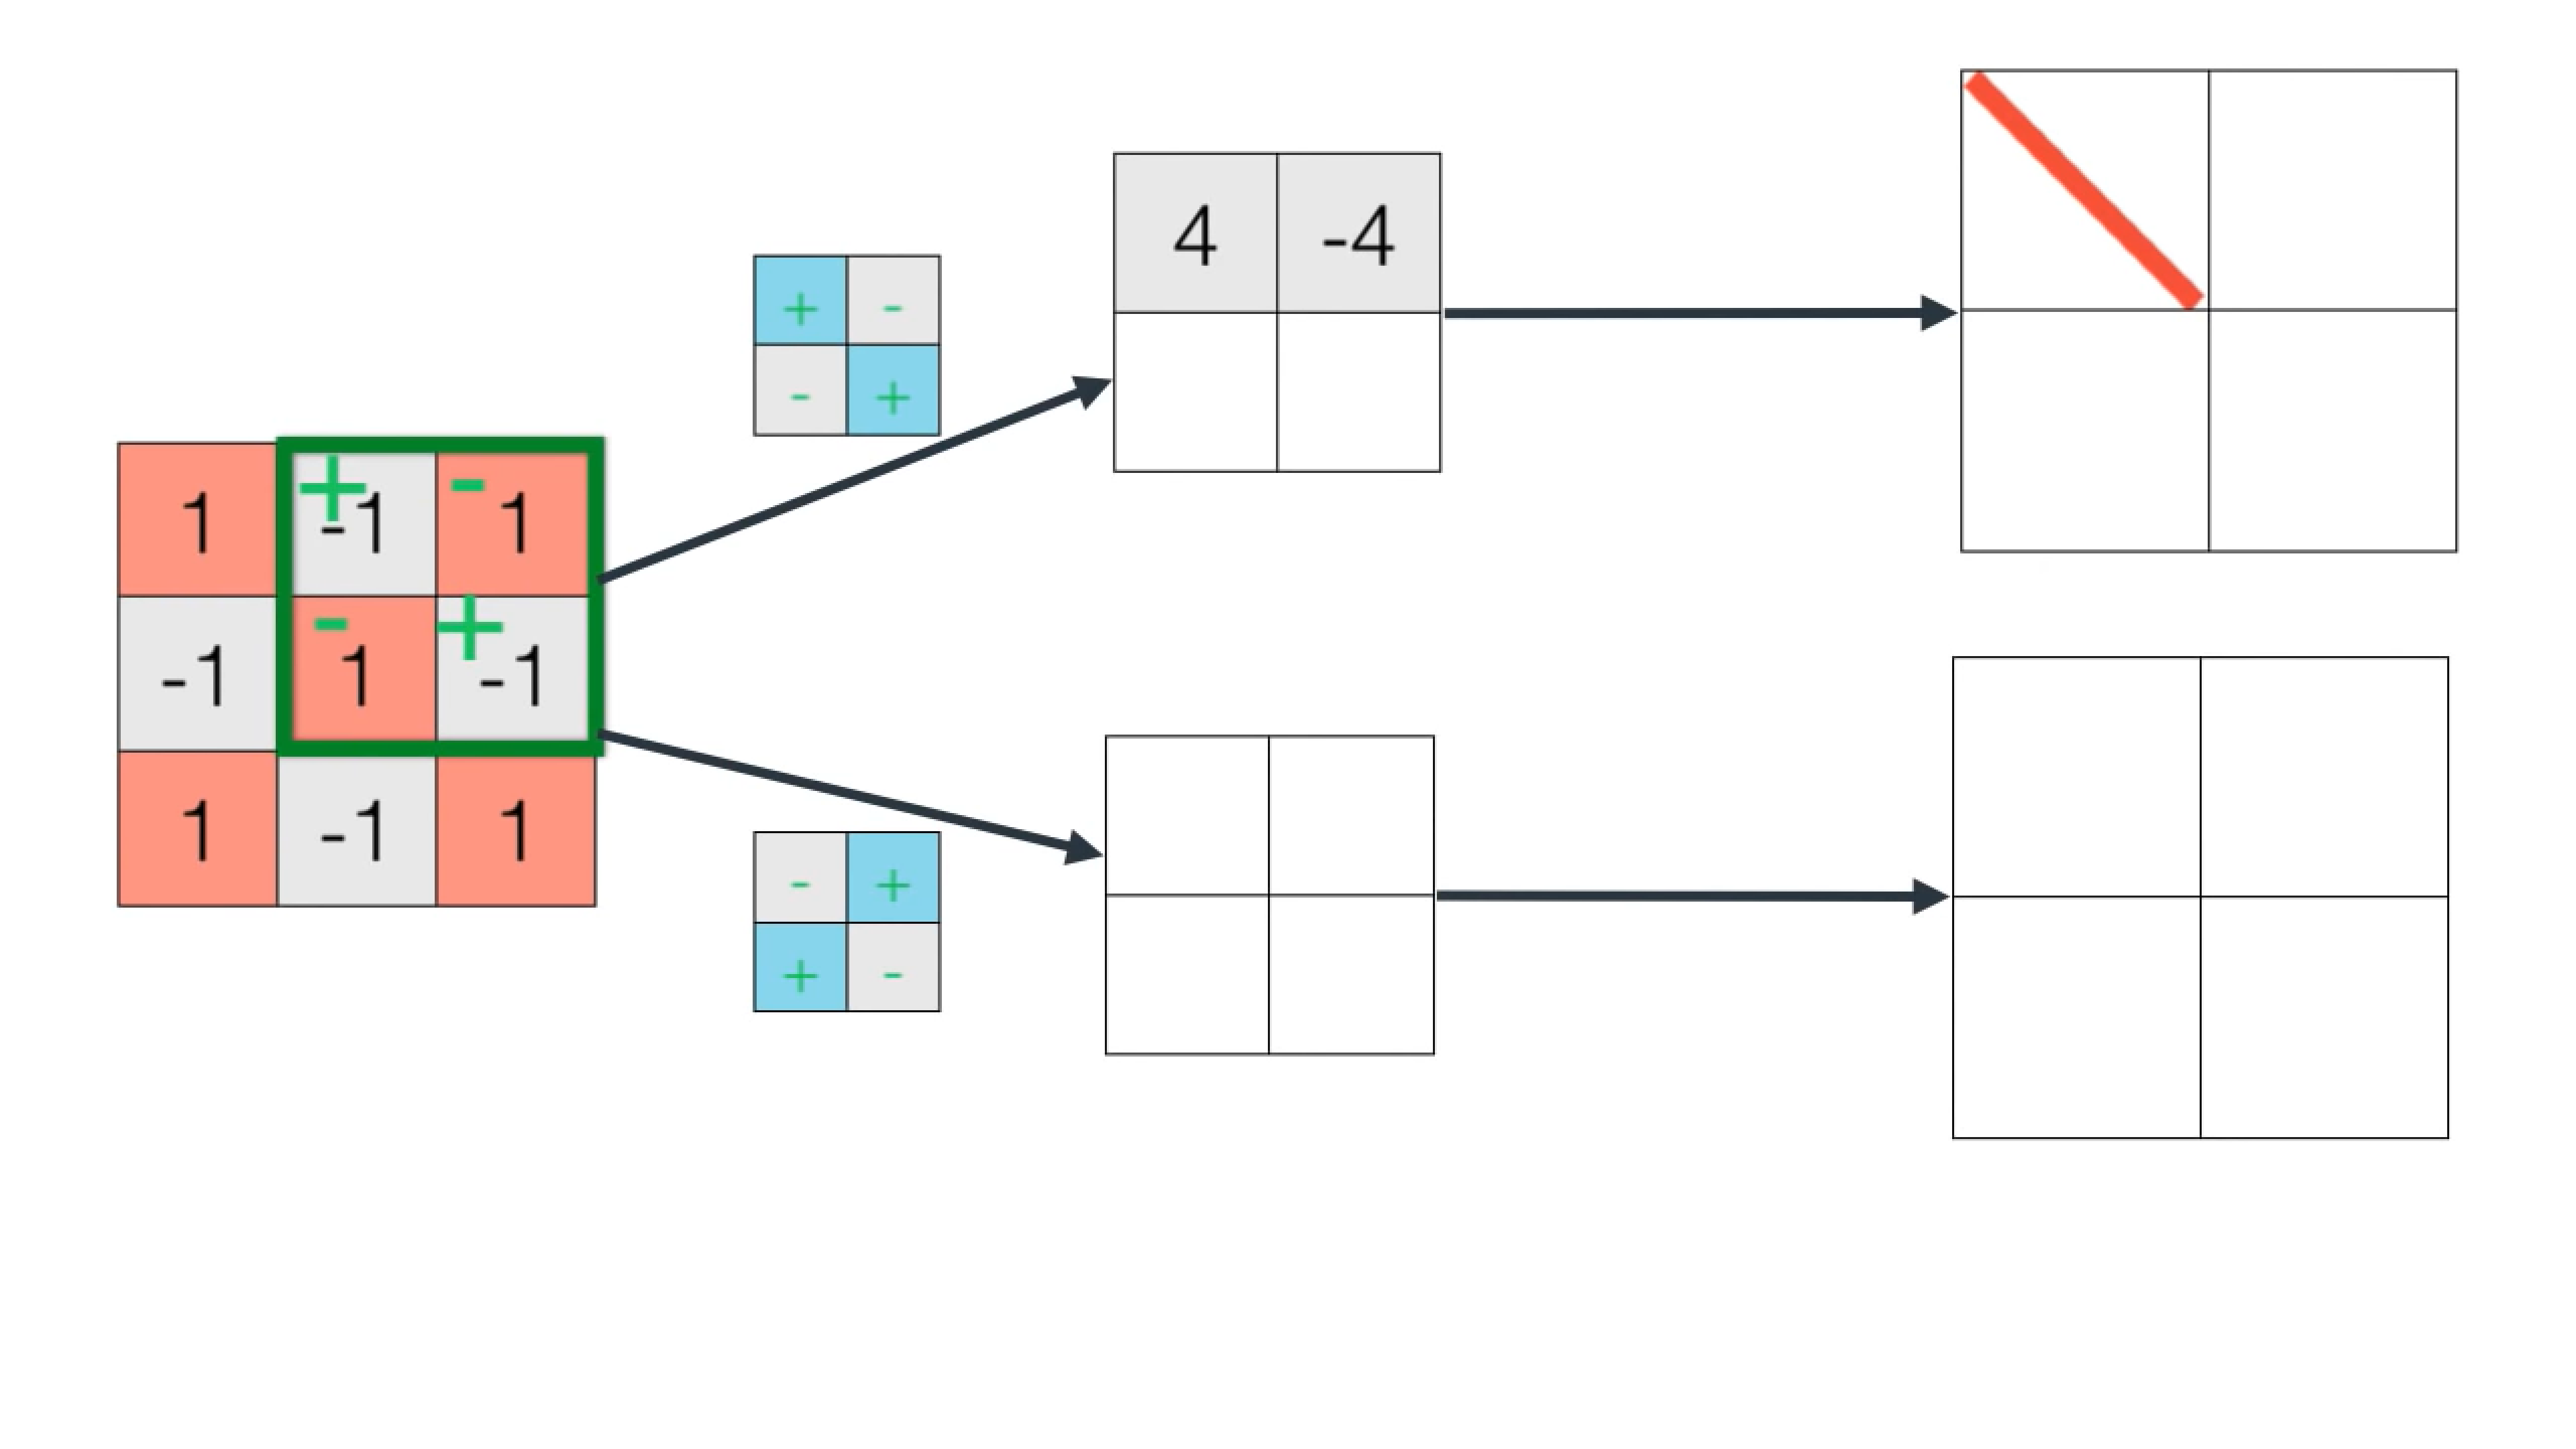 1 + -1 - 1
-1 - 1 + -1
1 -1 1
+ -
- +
4 -4
- +
+ -